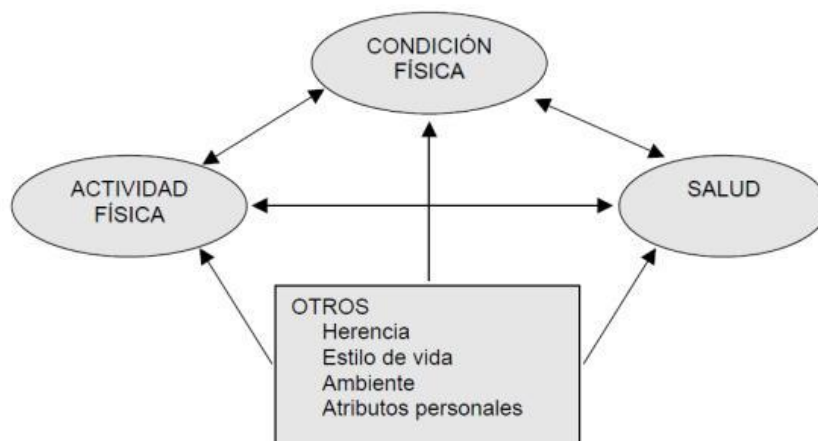 CONDICIÓN
FÍSICA
ACTIVIDAD
FÍSICA
SALUD
OTROS
Herencia
Estilo de vida
Ambiente
Atributos personales